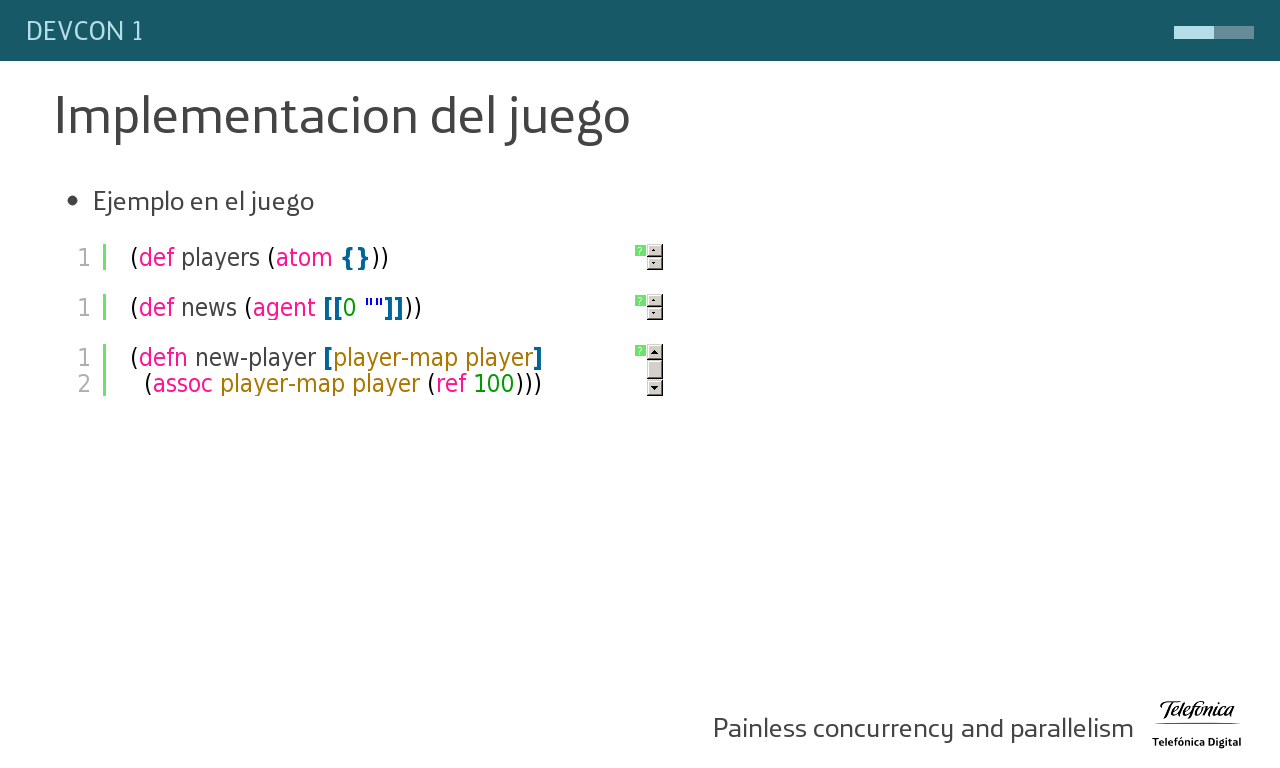 DEVCON 1
Implementacion del juego
• Ejemplo en el juego
1 (def players (atom {}))
?
1 (def news (agent [[0 ""]]))
?
1 (defn new-player [player-map player]
?
2 (assoc player-map player (ref 100)))
Painless concurrency and parallelism
Telefónica
Telefónica Digital